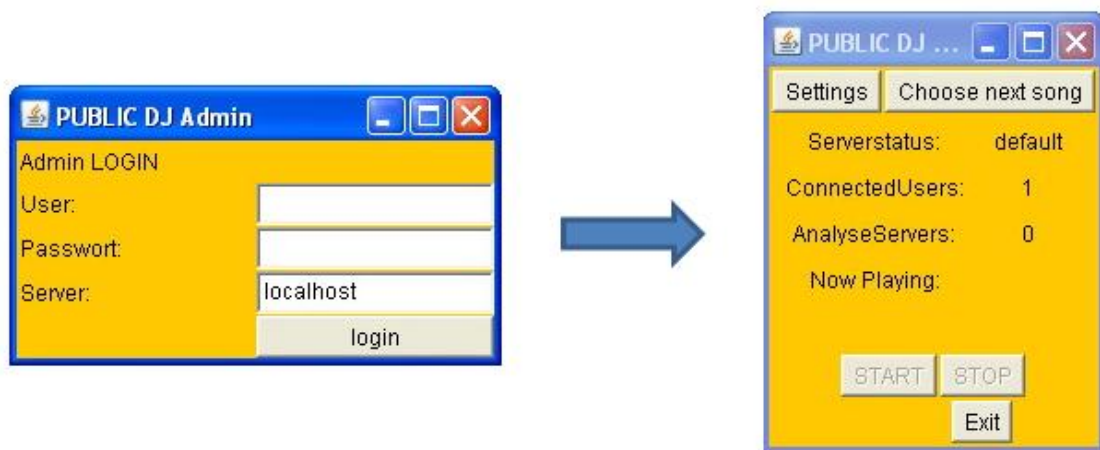 PUBLIC DJ Admin
Admin LOGIN
User:
Passwort:
Server: localhost
login
PUBLIC DJ ...
Settings Choose next song
Serverstatus: default
ConnectedUsers: 1
AnalyseServers: 0
Now Playing:
START STOP
Exit